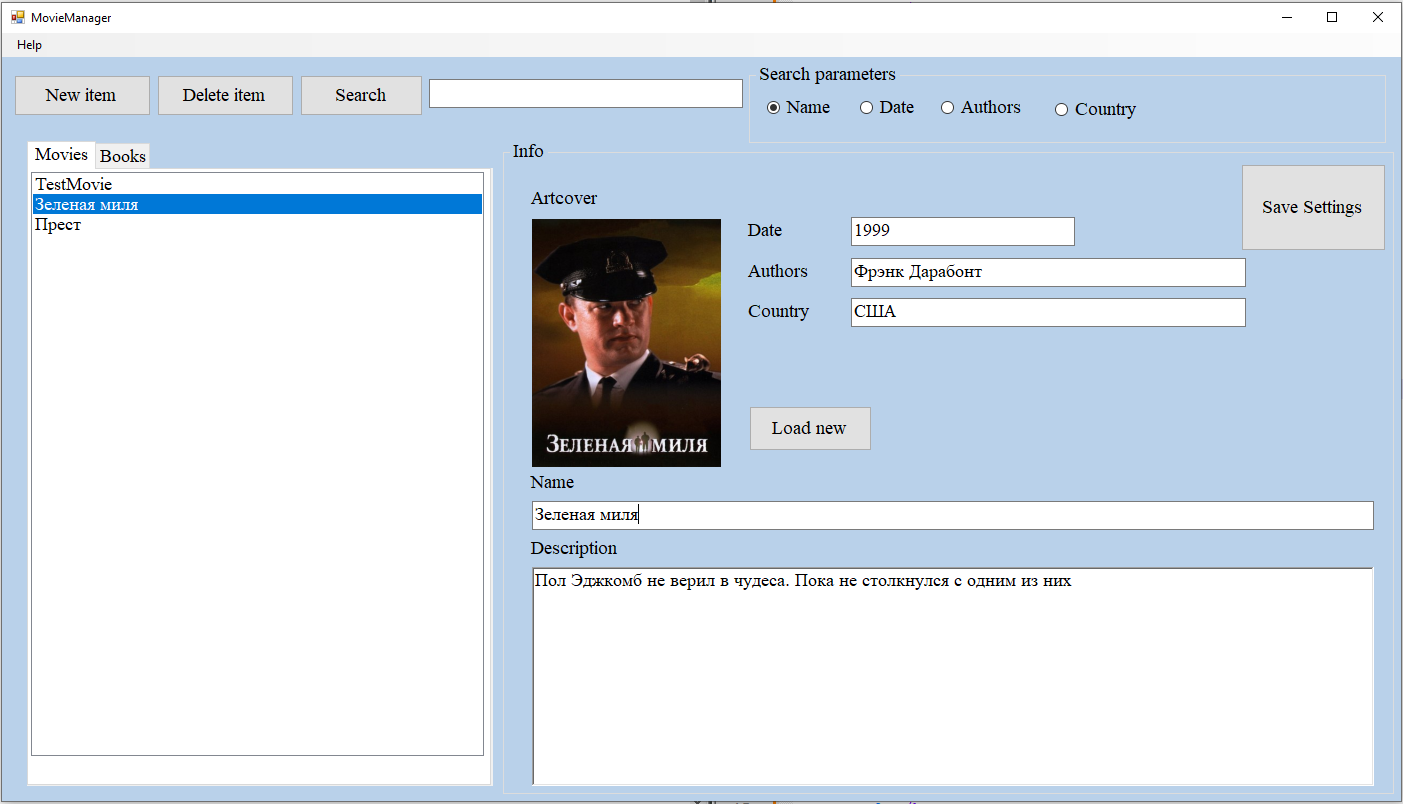 MovieManager
Help
New item
Delete item
Search
Search parameters
Name
Date
Authors
Country
Movies
Books
TestMovie
Зеленая миля
Прест
Info
Artcover
Save Settings
Date
1999
Authors
Фрэнк Дарабонт
Country
США
ЗЕЛЕНАЯ МИЛЯ
Load new
Name
Зеленая миля
Description
Пол Эджкомб не верил в чудеса. Пока не столкнулся с одним из них